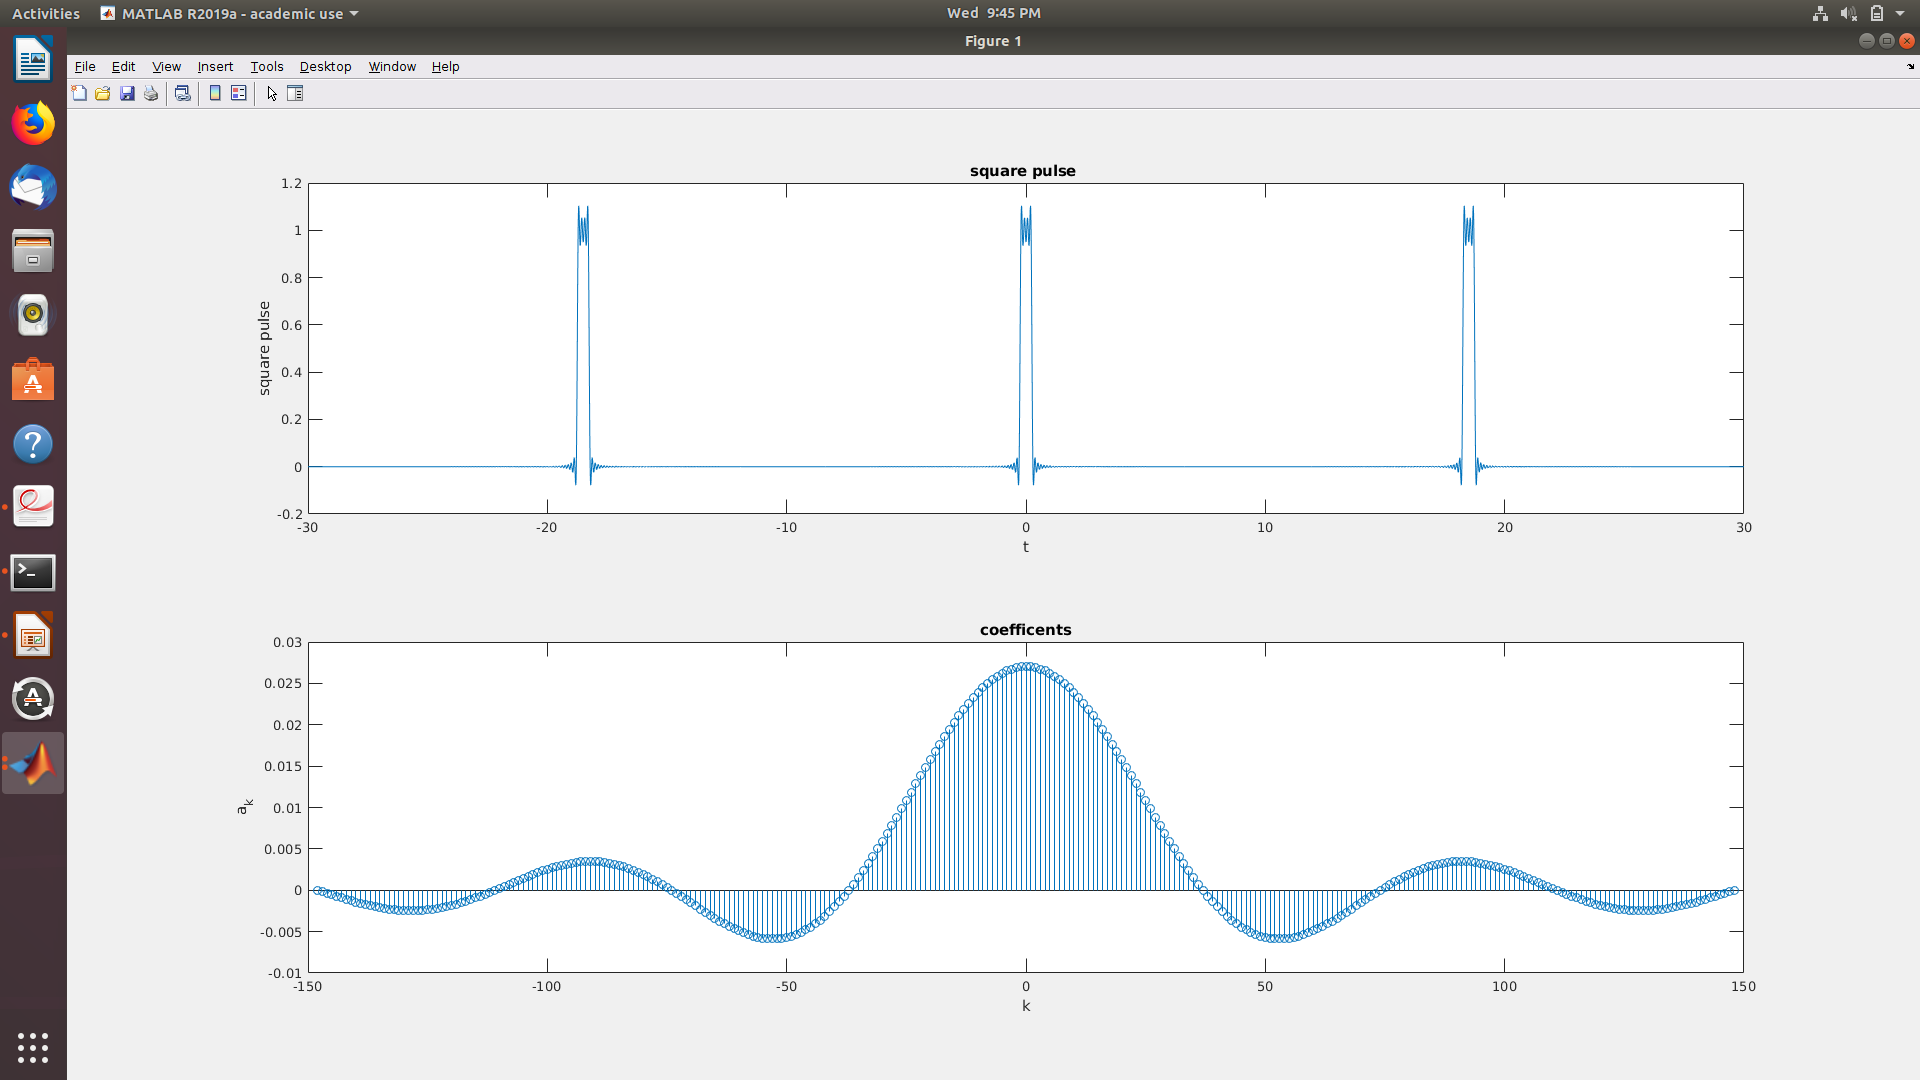 Activities MATLAB R2019a - academic use Wed 9:45 PM
Figure 1
File Edit View Insert Tools Desktop Window Help
square pulse
1.2
1
0.8
0.6
0.4
0.2
0
-0.2
square pulse
-30 -20 -10 0 10 20 30
t
coefficents
0.03
0.025
0.02
0.015
0.01
0.005
0
-0.005
-0.01
a_k
-150 -100 -50 0 50 100 150
k